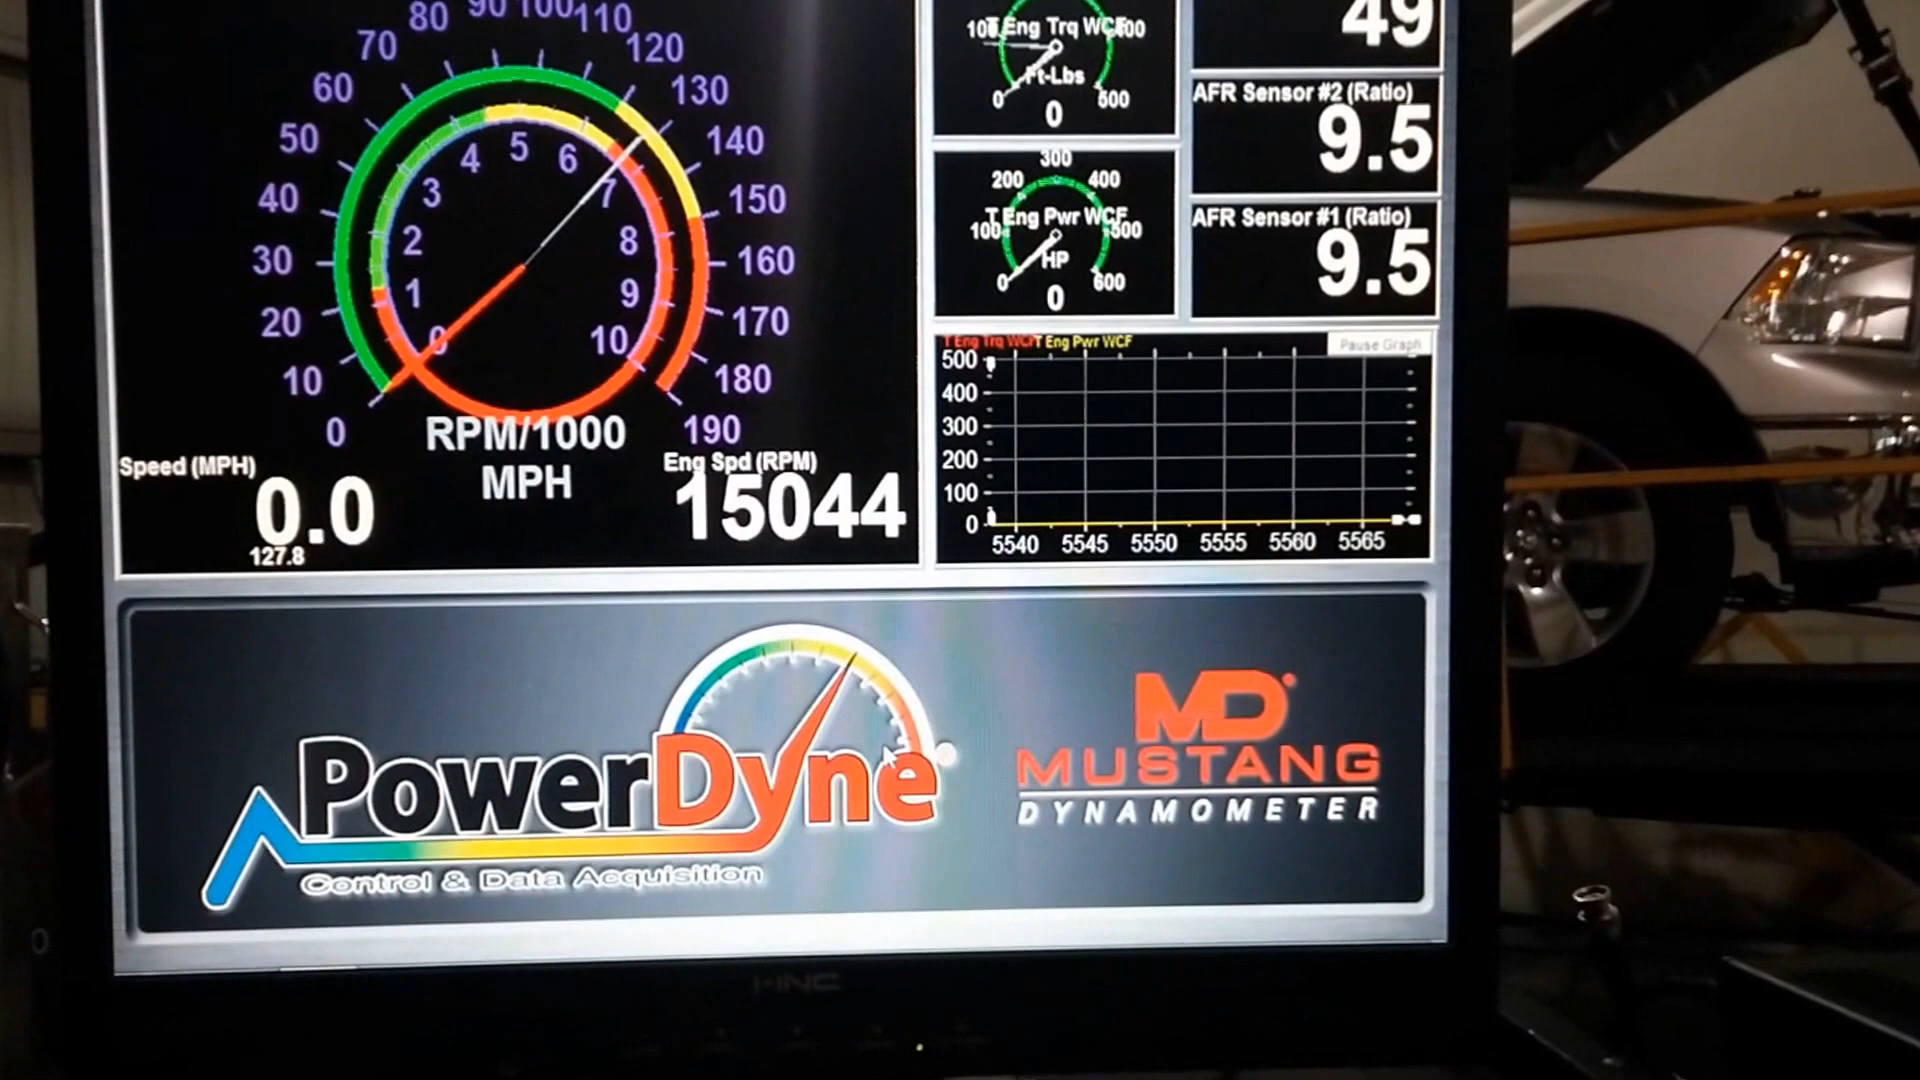 80 90 100 110
70 120
60 130
50 140
40 150
30 160
20 170
10 180
0 190
0 1 2 3 4 5 6 7 8 9 10
RPM/1000
MPH
Speed (MPH)
0.0
127.8
Eng Spd (RPM)
15044
T Eng Trq WCF
100 400
Ft-Lbs
0 500
0
300
200 400
T Eng Pwr WCF
100 500
HP
0 600
0
49
AFR Sensor #2 (Ratio)
9.5
AFR Sensor #1 (Ratio)
9.5
T Eng Trq WCF T Eng Pwr WCF
Pause Graph
500
400
300
200
100
0
5540 5545 5550 5555 5560 5565
PowerDyne
Control & Data Acquisition
MD
MUSTANG
DYNAMOMETER
I-INC